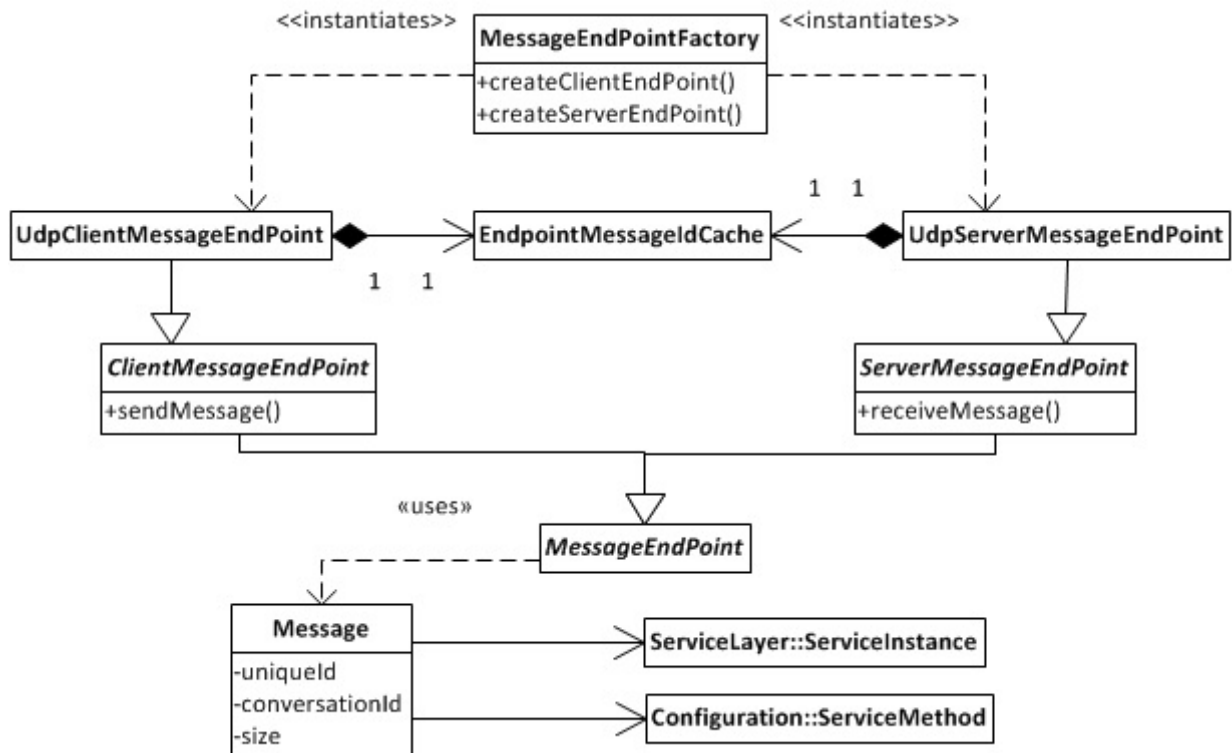 <<instantiates>>
MessageEndPointFactory
<<instantiates>>
+createClientEndPoint()
+createServerEndPoint()
1 1
UdpClientMessageEndPoint
EndpointMessageIdCache
UdpServerMessageEndPoint
1 1
ClientMessageEndPoint
+sendMessage()
ServerMessageEndPoint
+receiveMessage()
«uses»
MessageEndPoint
Message
-uniqueId
-conversationId
-size
ServiceLayer::ServiceInstance
Configuration::ServiceMethod